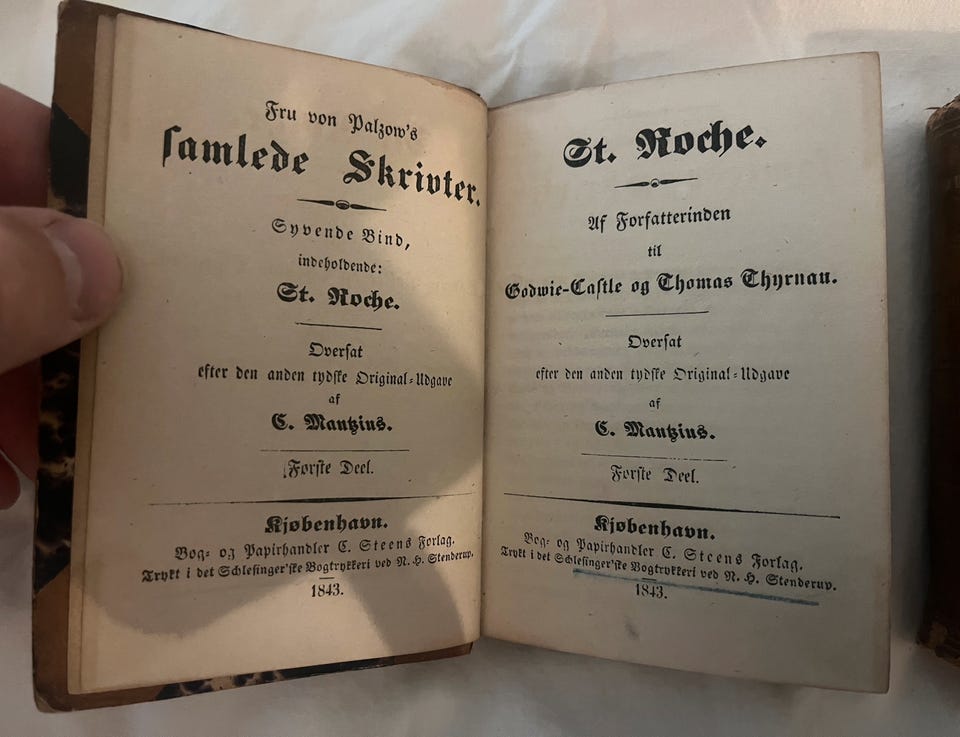 Fru von Palzow's
samlede Skrivter.
Syvende Bind,
indeholdende:
St. Roche.
Oversat
efter den anden tydske Original-Udgave
af
C. Mantzius.
Første Deel.
Kjøbenhavn.
Bog- og Papirhandler C. Steens Forlag.
Trykt i det Schlesinger'ske Bogtrykkeri ved N. H. Stenderup.
1843.
St. Roche.
Af Forfatterinden
til
Godwie-Castle og Thomas Thyrnau.
Oversat
efter den anden tydske Original-Udgave
af
C. Mantzius.
Første Deel.
Kjøbenhavn.
Bog- og Papirhandler C. Steens Forlag.
Trykt i det Schlesinger'ske Bogtrykkeri ved N. H. Stenderup.
1843.